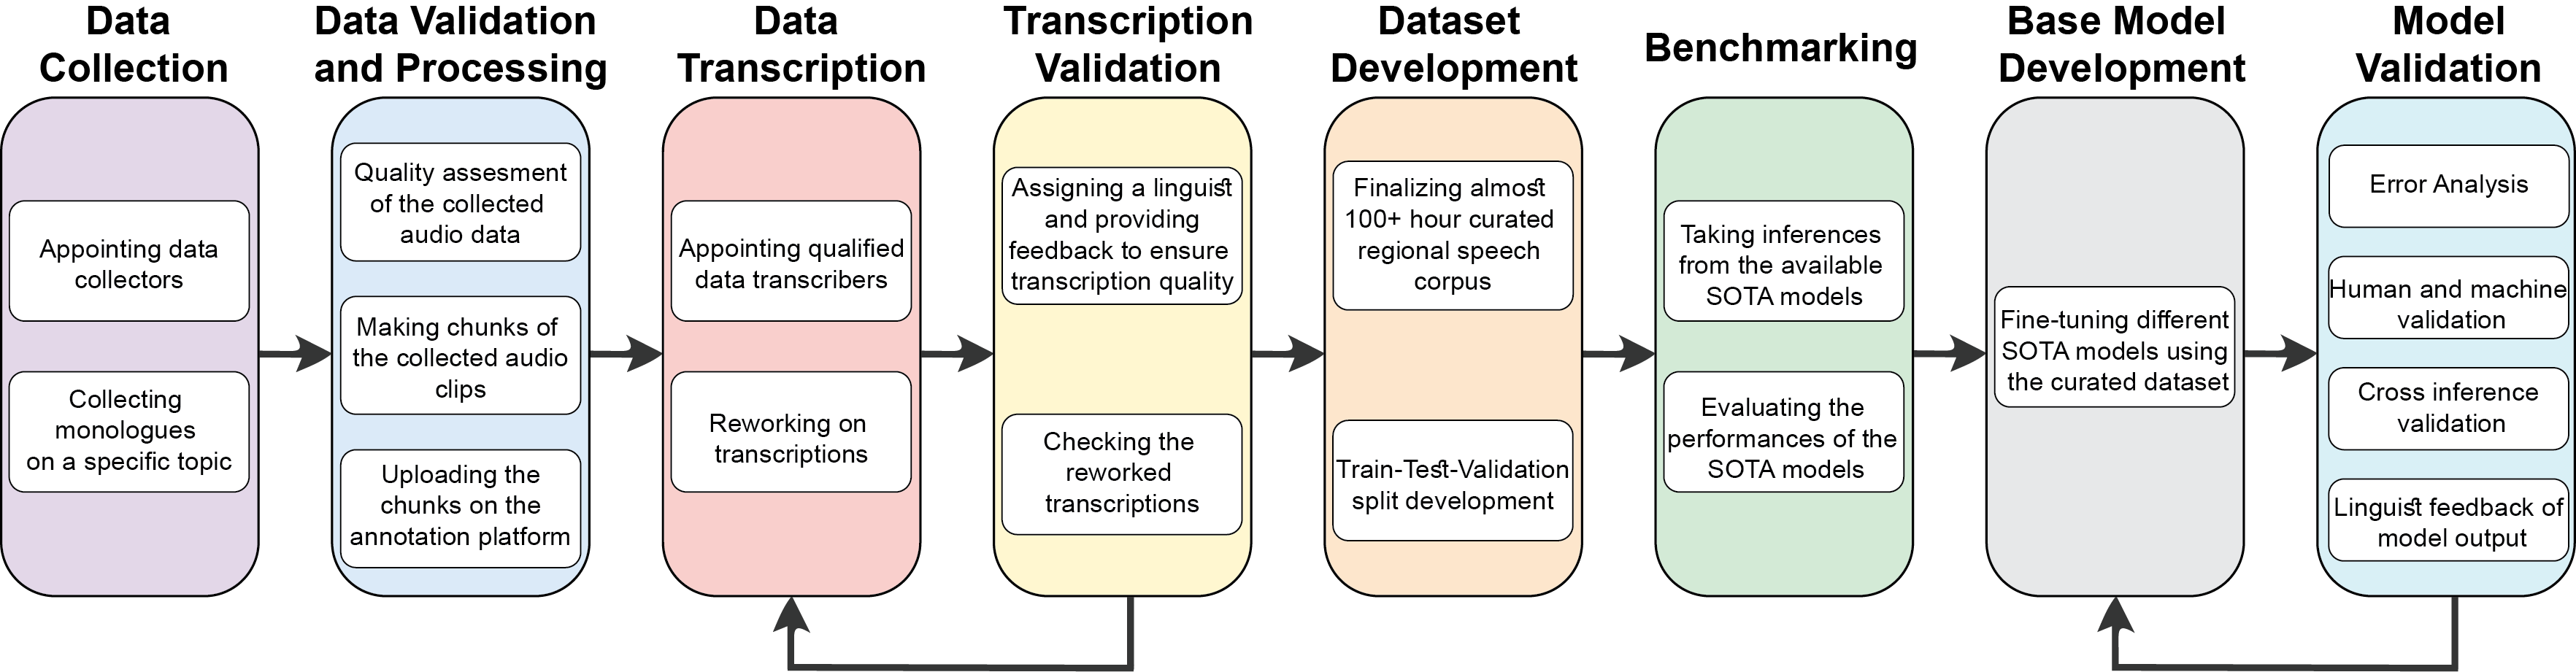 Data
Collection
Appointing data
collectors
Collecting
monologues
on a specific topic
Data Validation
and Processing
Quality assesment
of the collected
audio data
Making chunks of
the collected audio
clips
Uploading the
chunks on the
annotation platform
Data
Transcription
Appointing qualified
data transcribers
Reworking on
transcriptions
Transcription
Validation
Assigning a linguist
and providing
feedback to ensure
transcription quality
Checking the
reworked
transcriptions
Dataset
Development
Finalizing almost
100+ hour curated
regional speech
corpus
Train-Test-Validation
split development
Benchmarking
Taking inferences
from the available
SOTA models
Evaluating the
performances of the
SOTA models
Base Model
Development
Fine-tuning different
SOTA models using
the curated dataset
Model
Validation
Error Analysis
Human and machine
validation
Cross inference
validation
Linguist feedback of
model output